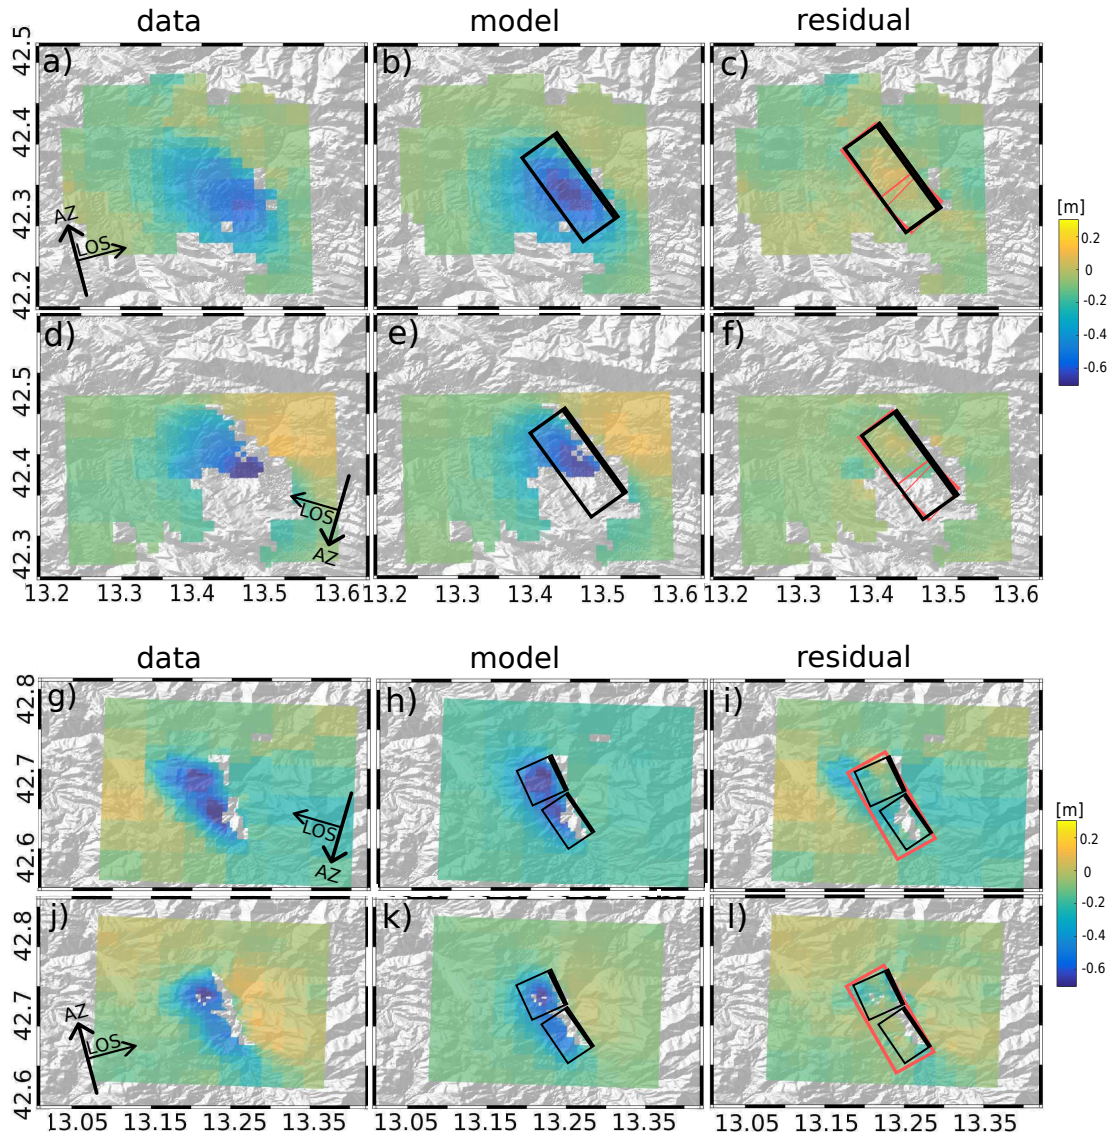 data model residual
a) b) c)
42.5
42.4
42.3
42.2
AZ
LOS
[m]
0.2
0
-0.2
-0.4
-0.6
d) e) f)
42.5
42.4
42.3
LOS
AZ
13.2 13.3 13.4 13.5 13.6 13.2 13.3 13.4 13.5 13.6 13.2 13.3 13.4 13.5 13.6
data model residual
g) h) i)
42.8
42.7
42.6
LOS
AZ
[m]
0.2
0
-0.2
-0.4
-0.6
j) k) l)
42.8
42.7
42.6
AZ
LOS
13.05 13.15 13.25 13.35 13.05 13.15 13.25 13.35 13.05 13.15 13.25 13.35